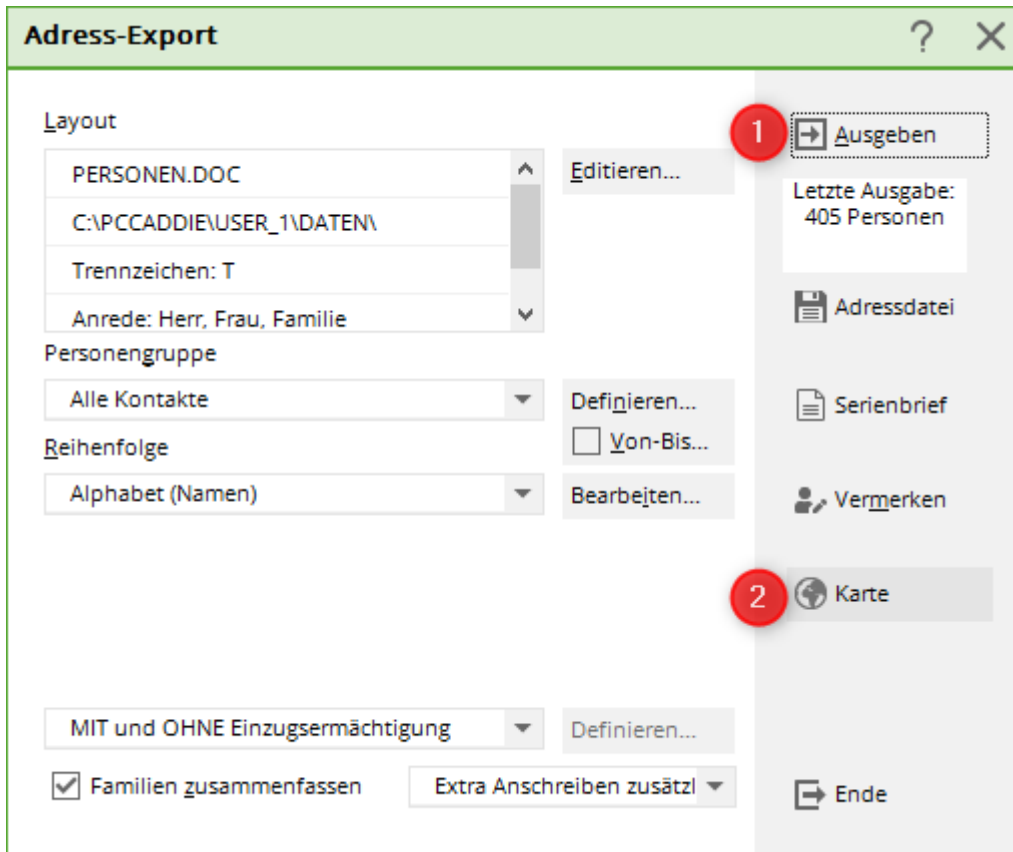 Adress-Export
Layout
PERSONEN.DOC
C:\PCCADDIE\USER_1\DATEN\
Trennzeichen: T
Anrede: Herr, Frau, Familie
Editieren...
Personengruppe
Alle Kontakte
Definieren...
Von-Bis...
Reihenfolge
Alphabet (Namen)
Bearbeiten...
MIT und OHNE Einzugsermächtigung
Definieren...
Familien zusammenfassen
Extra Anschreiben zusätzl
1
Ausgeben
Letzte Ausgabe:
405 Personen
Adressdatei
Serienbrief
Vermerken
2
Karte
Ende